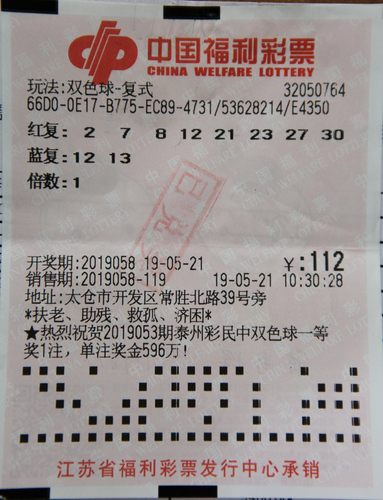 中国福利彩票
CHINA WELFARE LOTTERY
玩法:双色球-复式 32050764
66D0-0E17-B775-EC89-4731/53628214/E4350
红复: 2 7 8 12 21 23 27 30
蓝复: 12 13
倍数: 1
已兑
开奖期:2019058 19-05-21 ¥:112
销售期:2019058-119 19-05-21 10:30:28
地址:太仓市开发区常胜北路39号旁
*扶老、助残、救孤、济困*
★热烈祝贺2019053期泰州彩民中双色球一等
奖1注，单注奖金596万!
江苏省福利彩票发行中心承销